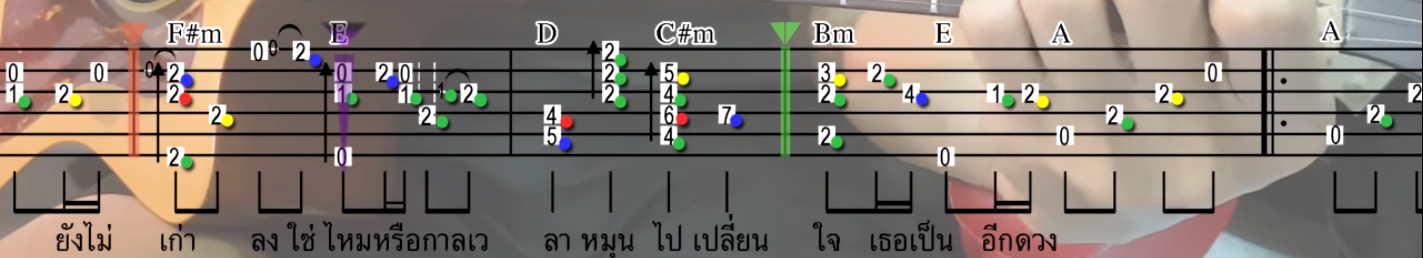 F#m E D C#m Bm E A A
0 0 0 2 0 0 2 2 0 2 0 2 5 3 2 0
1 2 2 1 1 1 2 2 4 2 4 1 2 2 2
2 2 4 6 7 0 2 2
5 4 2 0
2 0 0
ยังไม่ เก่า ลง ใช่ ไหมหรือกาลเว ลา หมุน ไป เปลี่ยน ใจ เธอเป็น อีกดวง